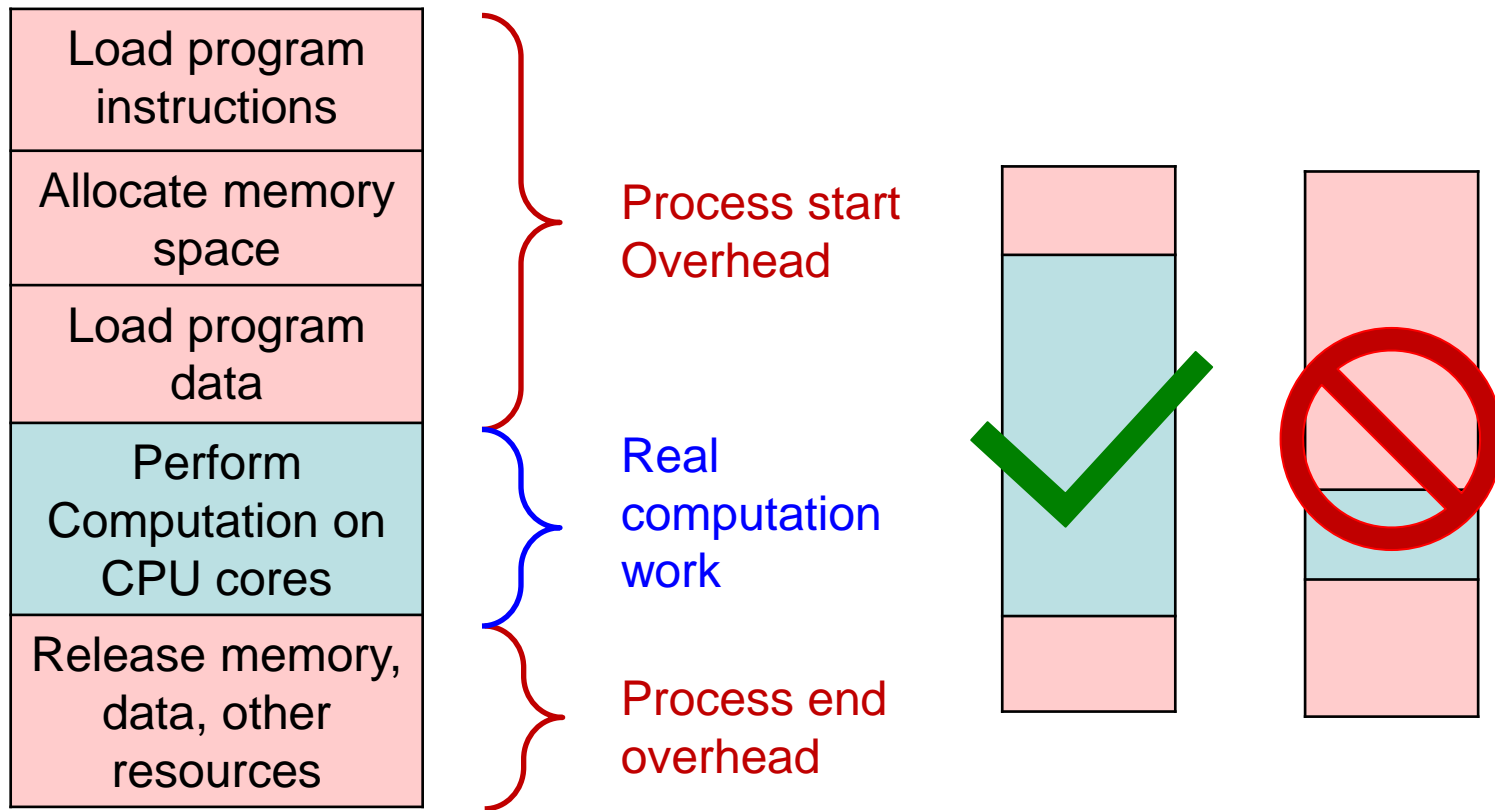 Load program
instructions
Allocate memory
space
Load program
data
Perform
Computation on
CPU cores
Release memory,
data, other
resources
Process start
Overhead
Real
computation
work
Process end
overhead